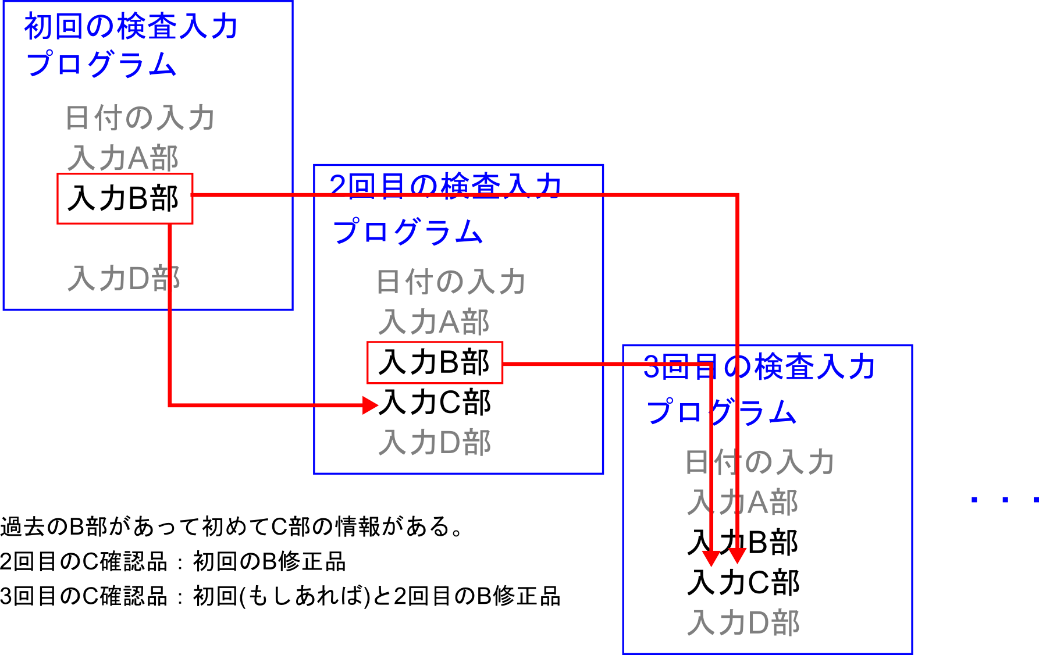 初回の検査入力
プログラム
日付の入力
入力A部
入力B部
入力D部
2回目の検査入力
プログラム
日付の入力
入力A部
入力B部
入力C部
入力D部
3回目の検査入力
プログラム
日付の入力
入力A部
入力B部
入力C部
入力D部
・・・
過去のB部があって初めてC部の情報がある。
2回目のC確認品：初回のB修正品
3回目のC確認品：初回(もしあれば)と2回目のB修正品